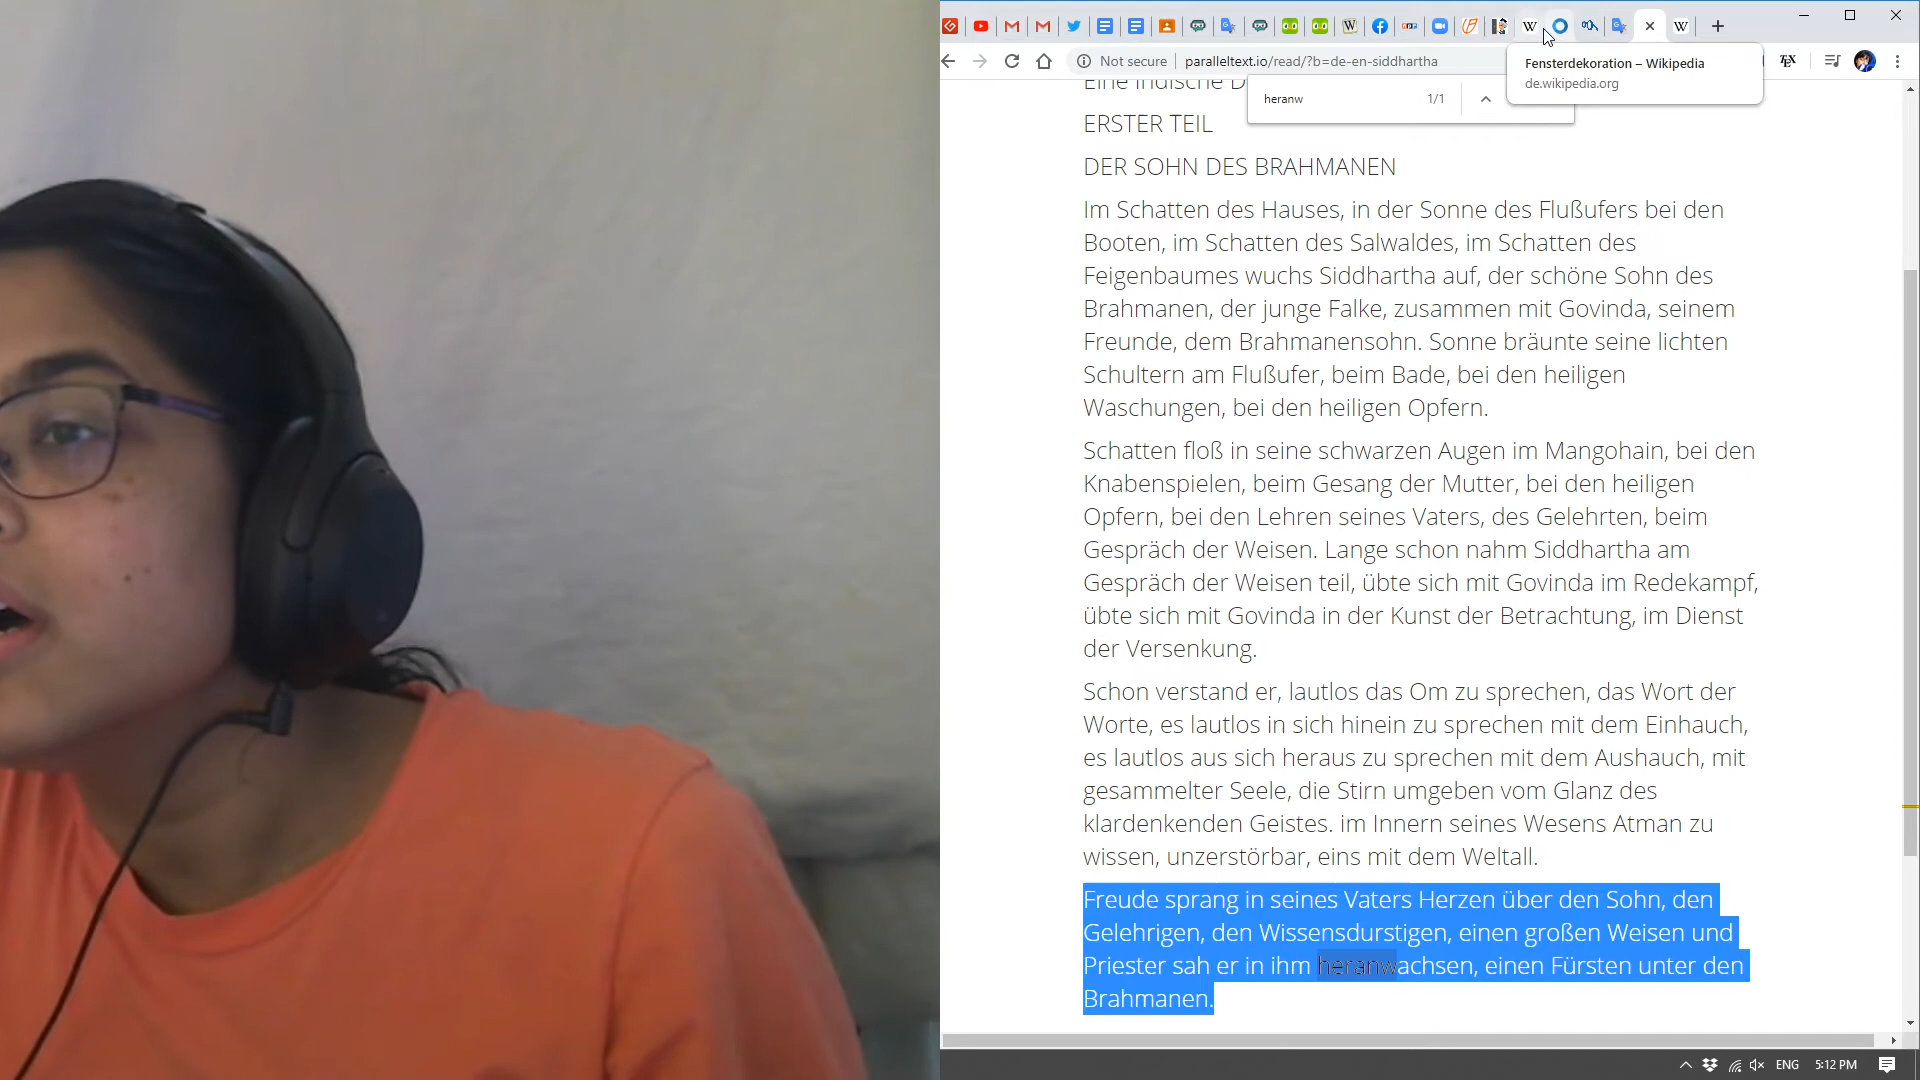 Not secure
paralleltext.io/read/?b=de-en-siddhartha
Fensterdekoration – Wikipedia
de.wikipedia.org
heranw
1/1
ERSTER TEIL
DER SOHN DES BRAHMANEN
Im Schatten des Hauses, in der Sonne des Flußufers bei den
Booten, im Schatten des Salwaldes, im Schatten des
Feigenbaumes wuchs Siddhartha auf, der schöne Sohn des
Brahmanen, der junge Falke, zusammen mit Govinda, seinem
Freunde, dem Brahmanensohn. Sonne bräunte seine lichten
Schultern am Flußufer, beim Bade, bei den heiligen
Waschungen, bei den heiligen Opfern.
Schatten floß in seine schwarzen Augen im Mangohain, bei den
Knabenspielen, beim Gesang der Mutter, bei den heiligen
Opfern, bei den Lehren seines Vaters, des Gelehrten, beim
Gespräch der Weisen. Lange schon nahm Siddhartha am
Gespräch der Weisen teil, übte sich mit Govinda im Redekampf,
übte sich mit Govinda in der Kunst der Betrachtung, im Dienst
der Versenkung.
Schon verstand er, lautlos das Om zu sprechen, das Wort der
Worte, es lautlos in sich hinein zu sprechen mit dem Einhauch,
es lautlos aus sich heraus zu sprechen mit dem Aushauch, mit
gesammelter Seele, die Stirn umgeben vom Glanz des
klardenkenden Geistes. im Innern seines Wesens Atman zu
wissen, unzerstörbar, eins mit dem Weltall.
Freude sprang in seines Vaters Herzen über den Sohn, den
Gelehrigen, den Wissensdurstigen, einen großen Weisen und
Priester sah er in ihm heranwachsen, einen Fürsten unter den
Brahmanen.
ENG
5:12 PM